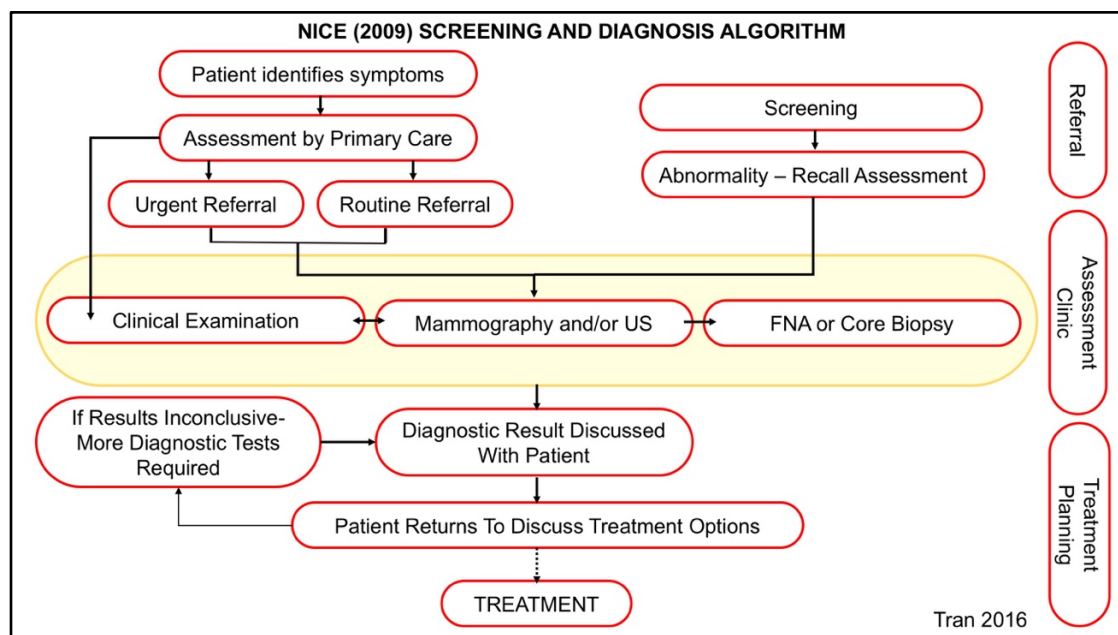 NICE (2009) SCREENING AND DIAGNOSIS ALGORITHM
Patient identifies symptoms
Assessment by Primary Care
Urgent Referral
Routine Referral
Screening
Abnormality – Recall Assessment
Referral
Clinical Examination
Mammography and/or US
FNA or Core Biopsy
Assessment
Clinic
If Results Inconclusive-
More Diagnostic Tests
Required
Diagnostic Result Discussed
With Patient
Patient Returns To Discuss Treatment Options
TREATMENT
Treatment
Planning
Tran 2016